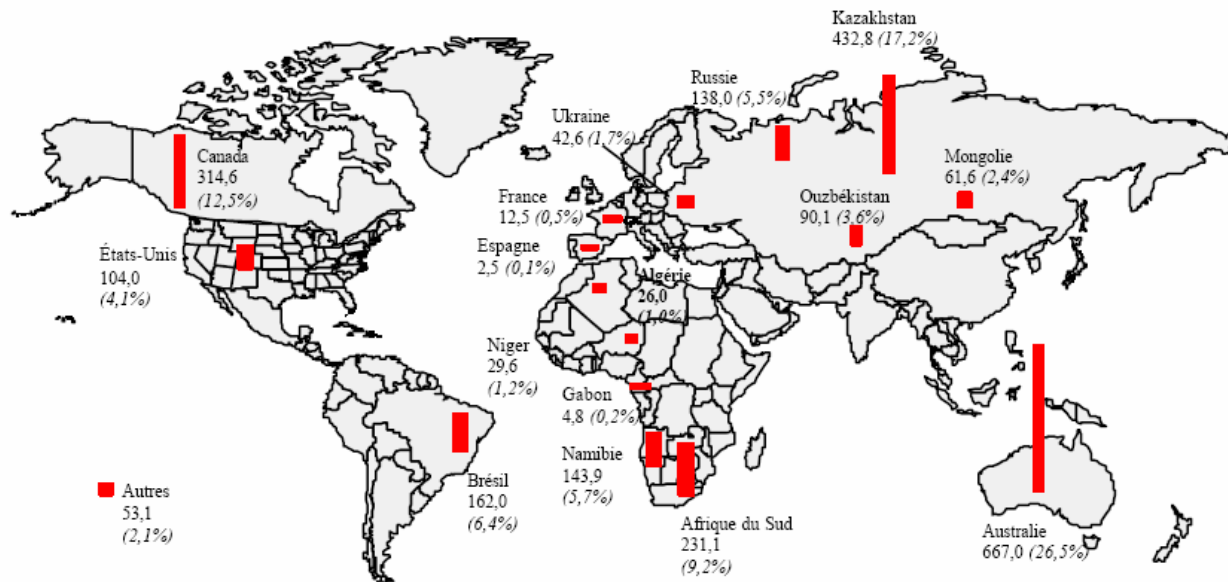 Kazakhstan
432,8 (17,2%)
Russie
138,0 (5,5%)
Ukraine
42,6 (1,7%)
Canada
314,6
(12,5%)
Mongolie
61,6 (2,4%)
France
12,5 (0,5%)
Ouzbékistan
90,1 (3,6%)
États-Unis
104,0
(4,1%)
Espagne
2,5 (0,1%)
Algérie
26,0
(1,0%)
Niger
29,6
(1,2%)
Gabon
4,8 (0,2%)
Namibie
143,9
(5,7%)
Brésil
162,0
(6,4%)
Autres
53,1
(2,1%)
Afrique du Sud
231,1
(9,2%)
Australie
667,0 (26,5%)